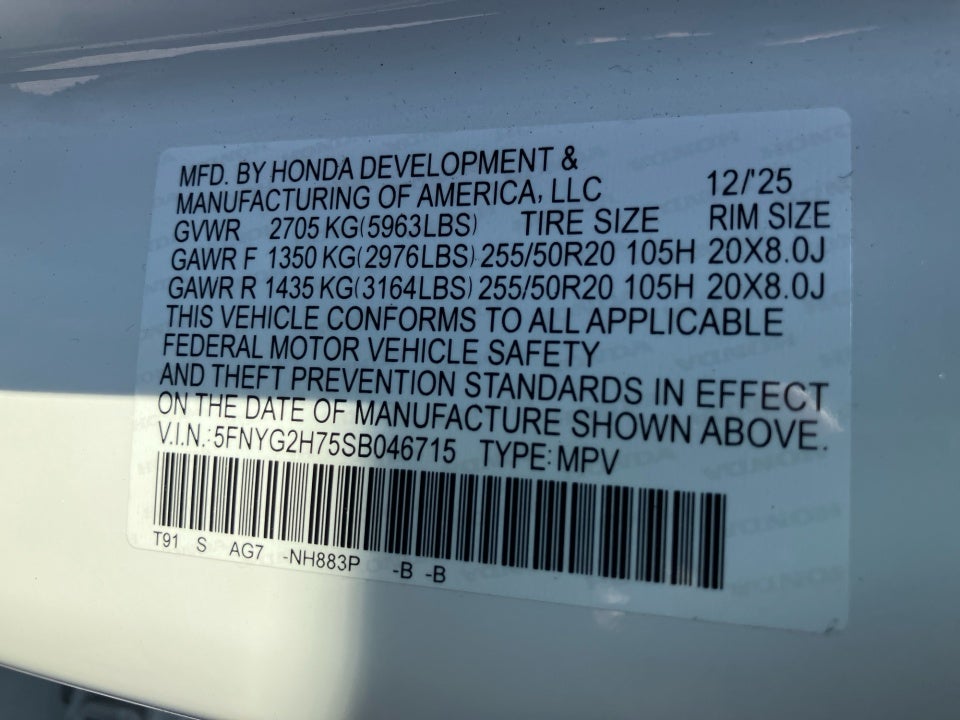 MFD. BY HONDA DEVELOPMENT &
MANUFACTURING OF AMERICA, LLC 12/'25
GVWR 2705 KG(5963LBS) TIRE SIZE RIM SIZE
GAWR F 1350 KG(2976LBS) 255/50R20 105H 20X8.0J
GAWR R 1435 KG(3164LBS) 255/50R20 105H 20X8.0J
THIS VEHICLE CONFORMS TO ALL APPLICABLE
FEDERAL MOTOR VEHICLE SAFETY
AND THEFT PREVENTION STANDARDS IN EFFECT
ON THE DATE OF MANUFACTURE SHOWN ABOVE.
V.I.N.: 5FNYG2H75SB046715 TYPE: MPV
T91 S AG7 -NH883P -B -B